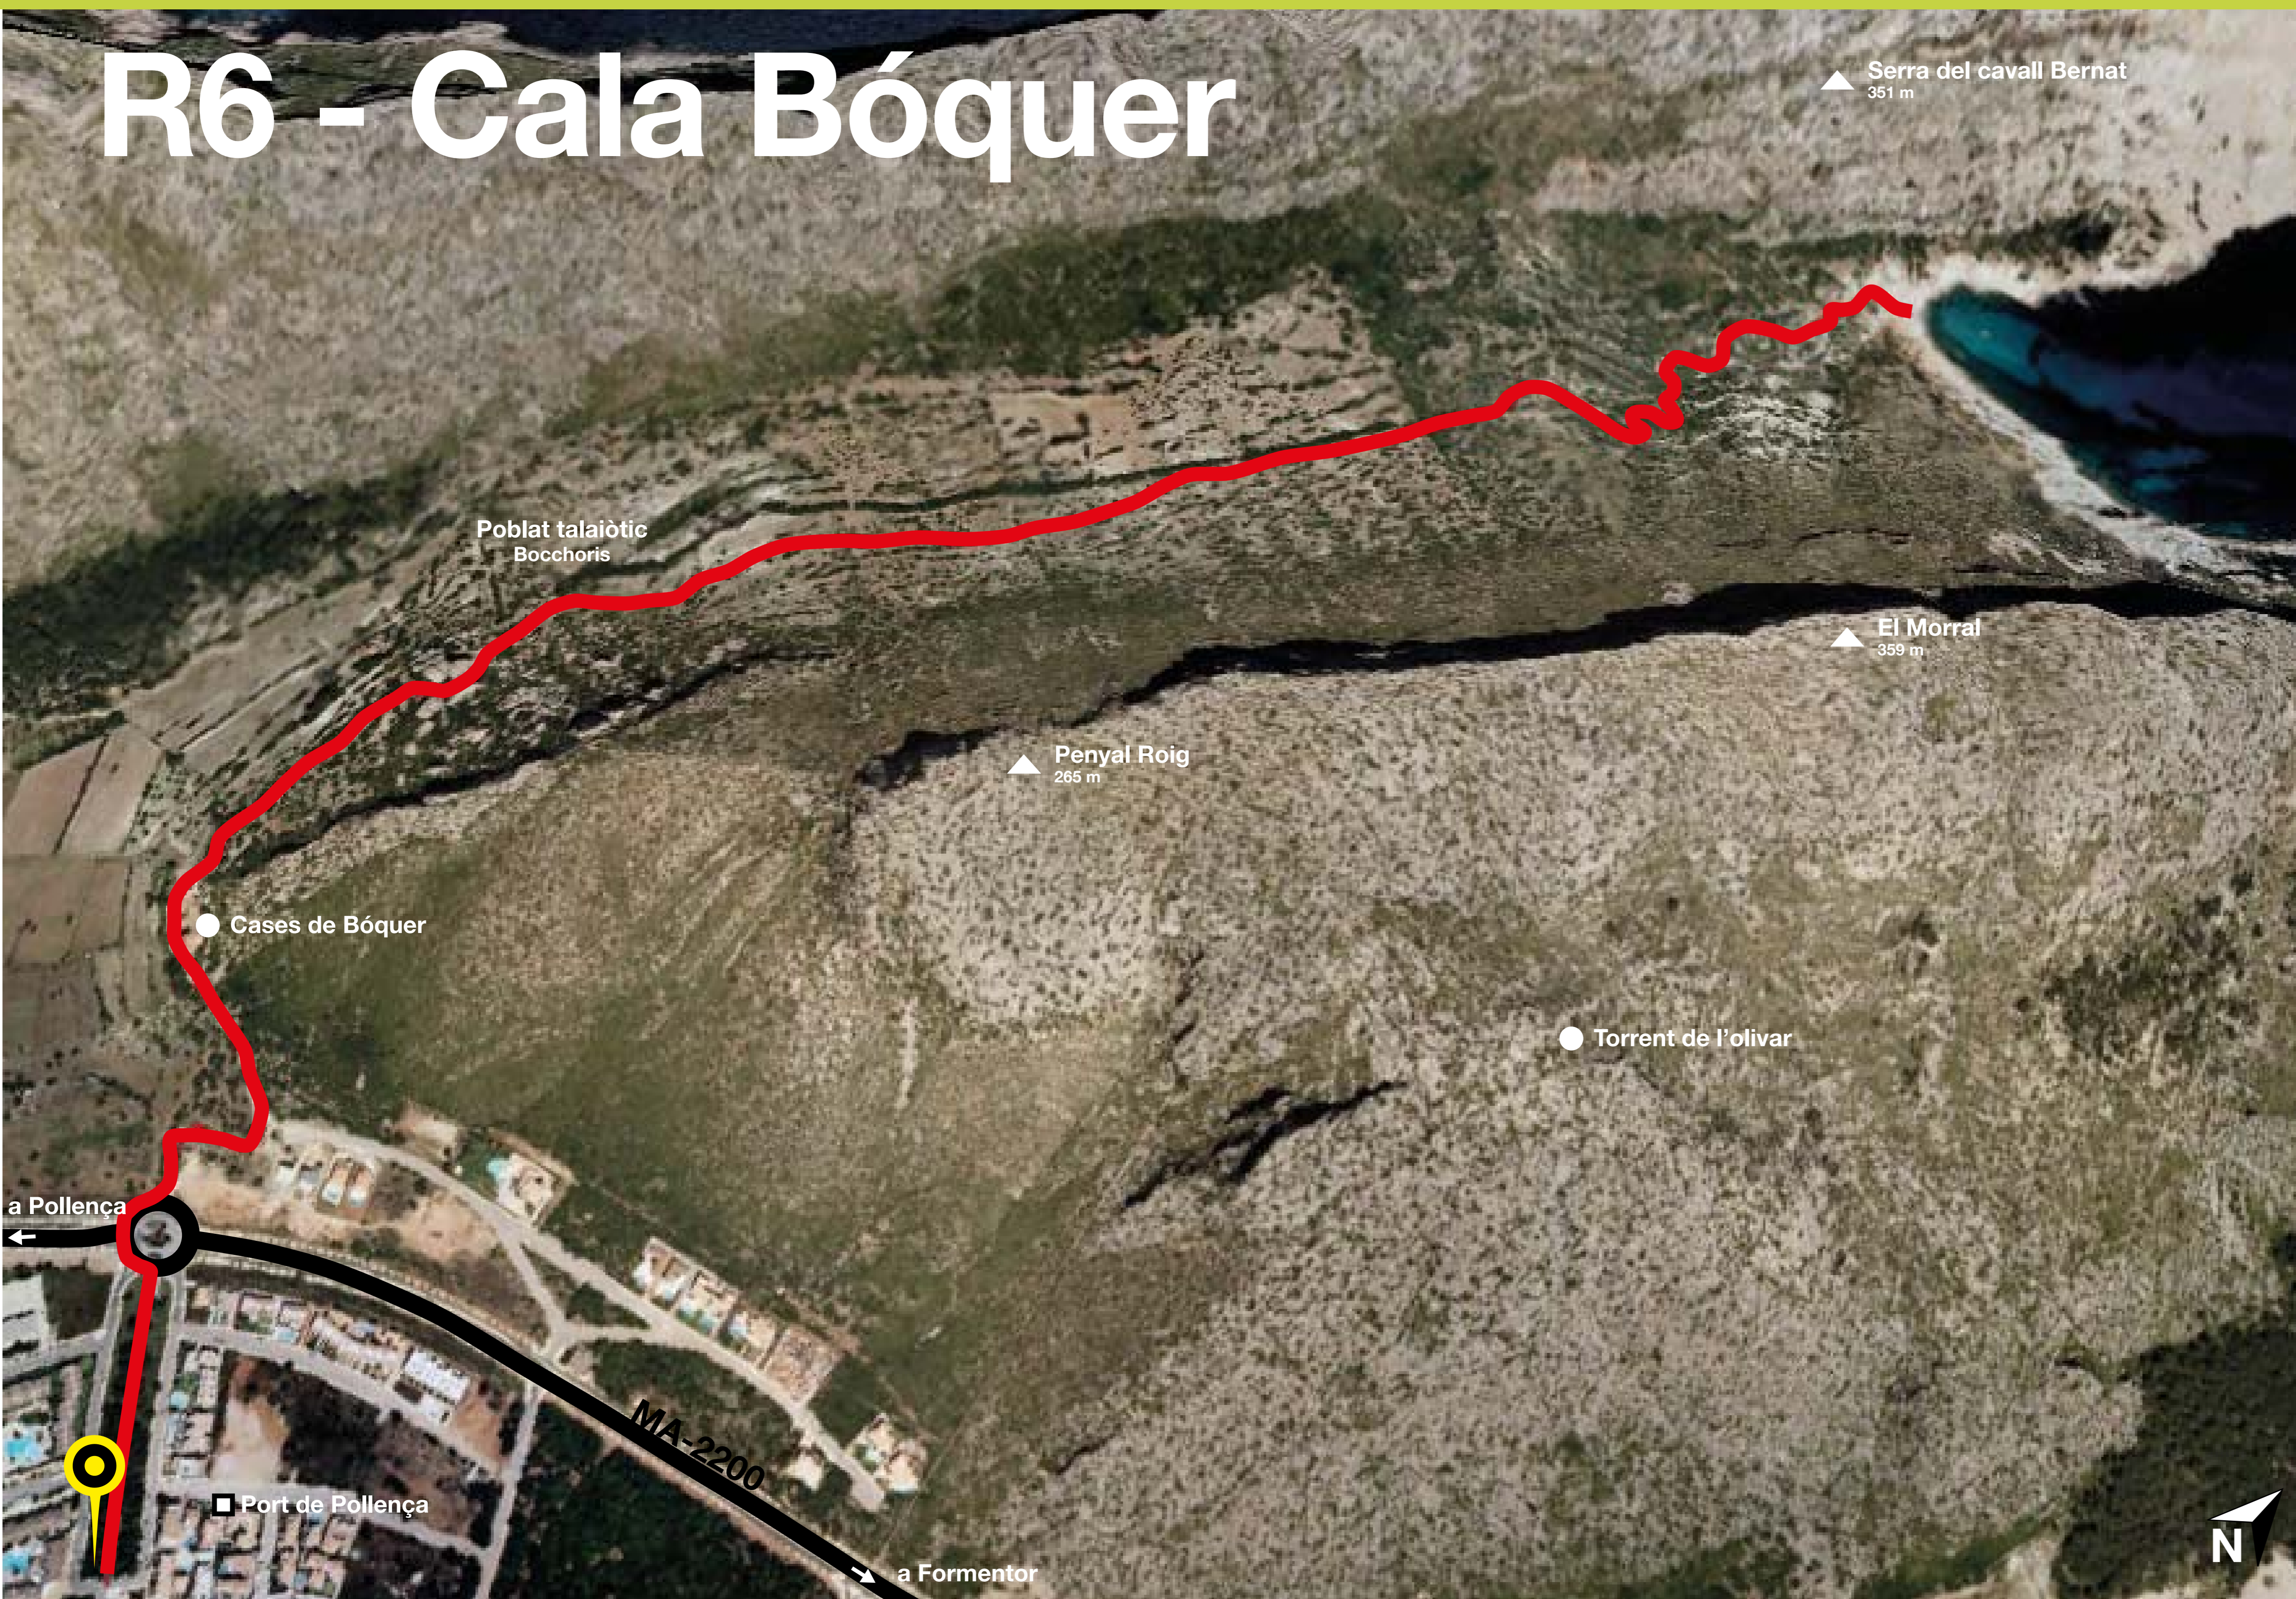 R6 - Cala Bóquer
Serra del cavall Bernat
351 m
Poblat talaiòtic
Bocchoris
El Morral
359 m
Penyal Roig
265 m
Cases de Bóquer
Torrent de l’olivar
a Pollença
MA-2200
Port de Pollença
a Formentor
N